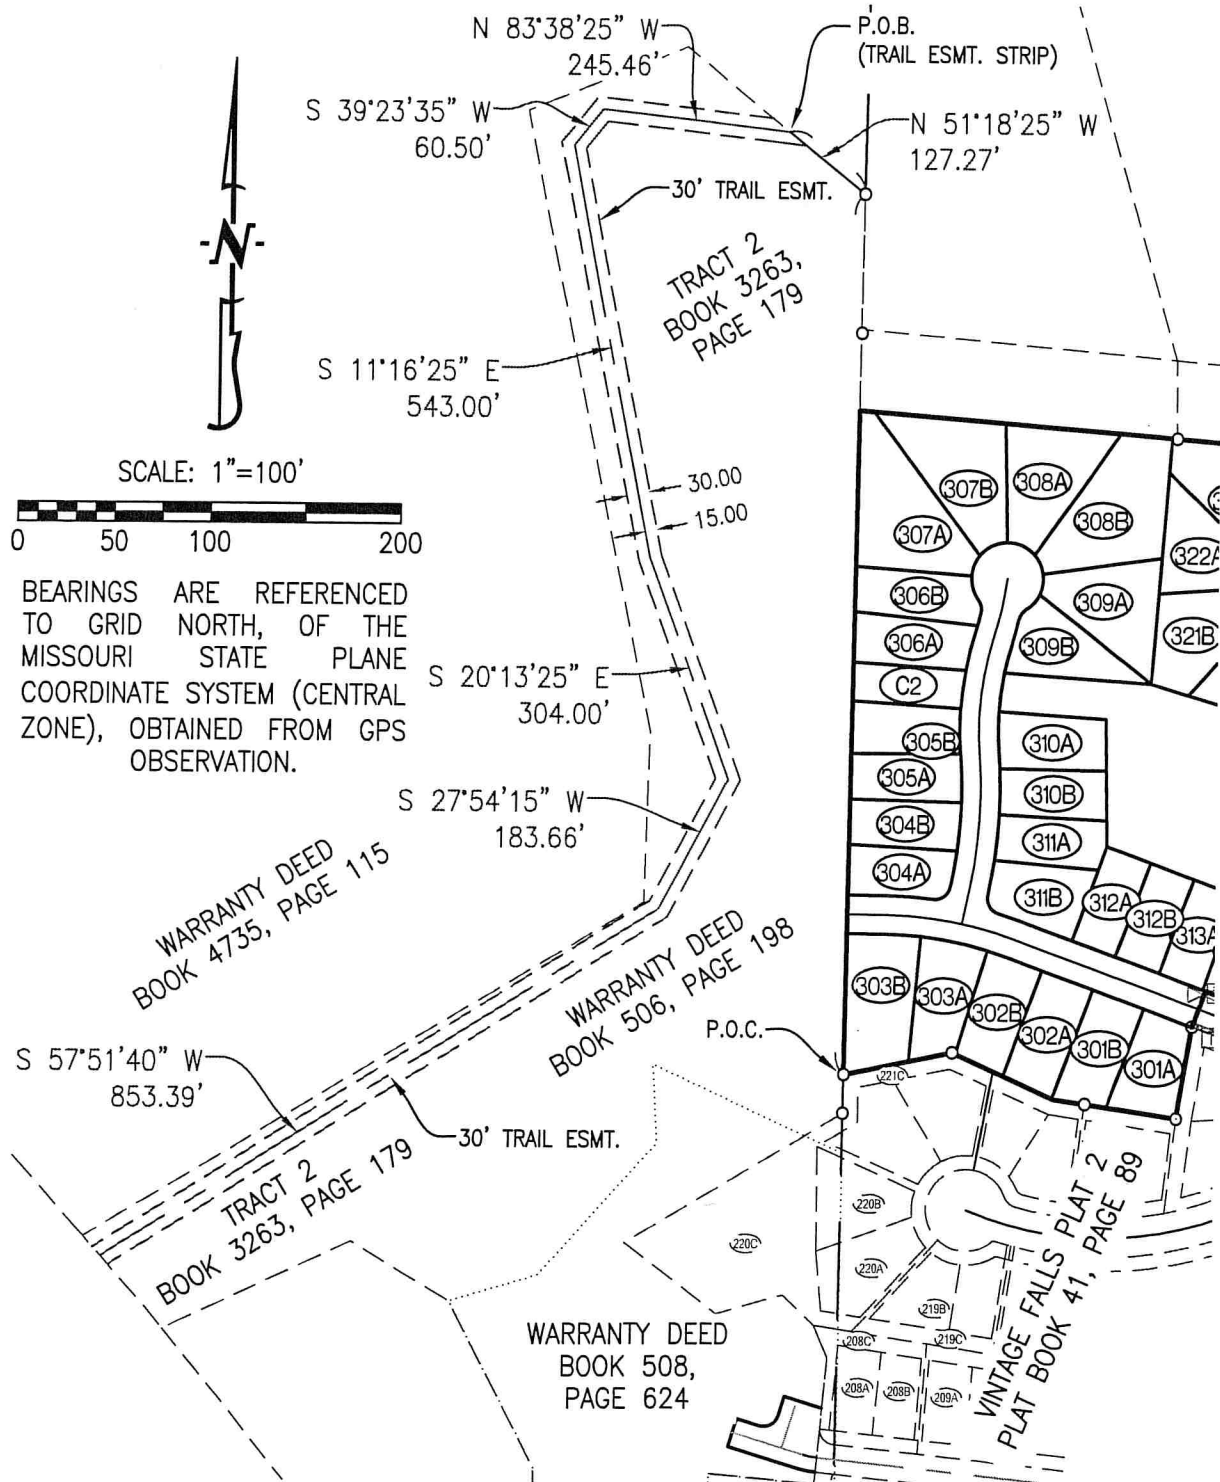 N 83°38'25" W
245.46'
P.O.B.
(TRAIL ESMT. STRIP)
S 39°23'35" W
60.50'
N 51°18'25" W
127.27'
30' TRAIL ESMT.
-N-
TRACT 2
BOOK 3263,
PAGE 179
S 11°16'25" E
543.00'
SCALE: 1"=100'
0 50 100 200
30.00
15.00
BEARINGS ARE REFERENCED
TO GRID NORTH, OF THE
MISSOURI STATE PLANE
COORDINATE SYSTEM (CENTRAL
ZONE), OBTAINED FROM GPS
OBSERVATION.
S 20°13'25" E
304.00'
S 27°54'15" W
183.66'
307B
308A
308B
307A
322A
306B
309A
306A
309B
321B
C2
305B
310A
305A
310B
304B
311A
304A
311B
312A
312B
313A
WARRANTY DEED
BOOK 4735, PAGE 115
WARRANTY DEED
BOOK 506, PAGE 198
303B
303A
302B
302A
301B
301A
P.O.C.
S 57°51'40" W
853.39'
30' TRAIL ESMT.
TRACT 2
BOOK 3263, PAGE 179
221C
220B
220C
220A
219B
208C
219C
208A
208B
209A
WARRANTY DEED
BOOK 508,
PAGE 624
VINTAGE FALLS PLAT 2
PLAT BOOK 41, PAGE 89